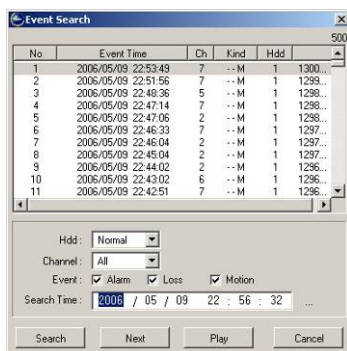 Event Search
500
No Event Time Ch Kind Hdd
1 2006/05/09 22:53:49 7 - - M 1 1300...
2 2006/05/09 22:51:56 7 - - M 1 1299...
3 2006/05/09 22:48:36 5 - - M 1 1298...
4 2006/05/09 22:47:14 7 - - M 1 1298...
5 2006/05/09 22:47:06 2 - - M 1 1298...
6 2006/05/09 22:46:33 7 - - M 1 1297...
7 2006/05/09 22:46:04 2 - - M 1 1297...
8 2006/05/09 22:45:04 2 - - M 1 1297...
9 2006/05/09 22:44:02 2 - - M 1 1296...
10 2006/05/09 22:43:02 6 - - M 1 1296...
11 2006/05/09 22:42:51 7 - - M 1 1296...
Hdd : Normal
Channel : All
Event : Alarm Loss Motion
Search Time : 2006 / 05 / 09 22 : 56 : 32 ...
Search Next Play Cancel